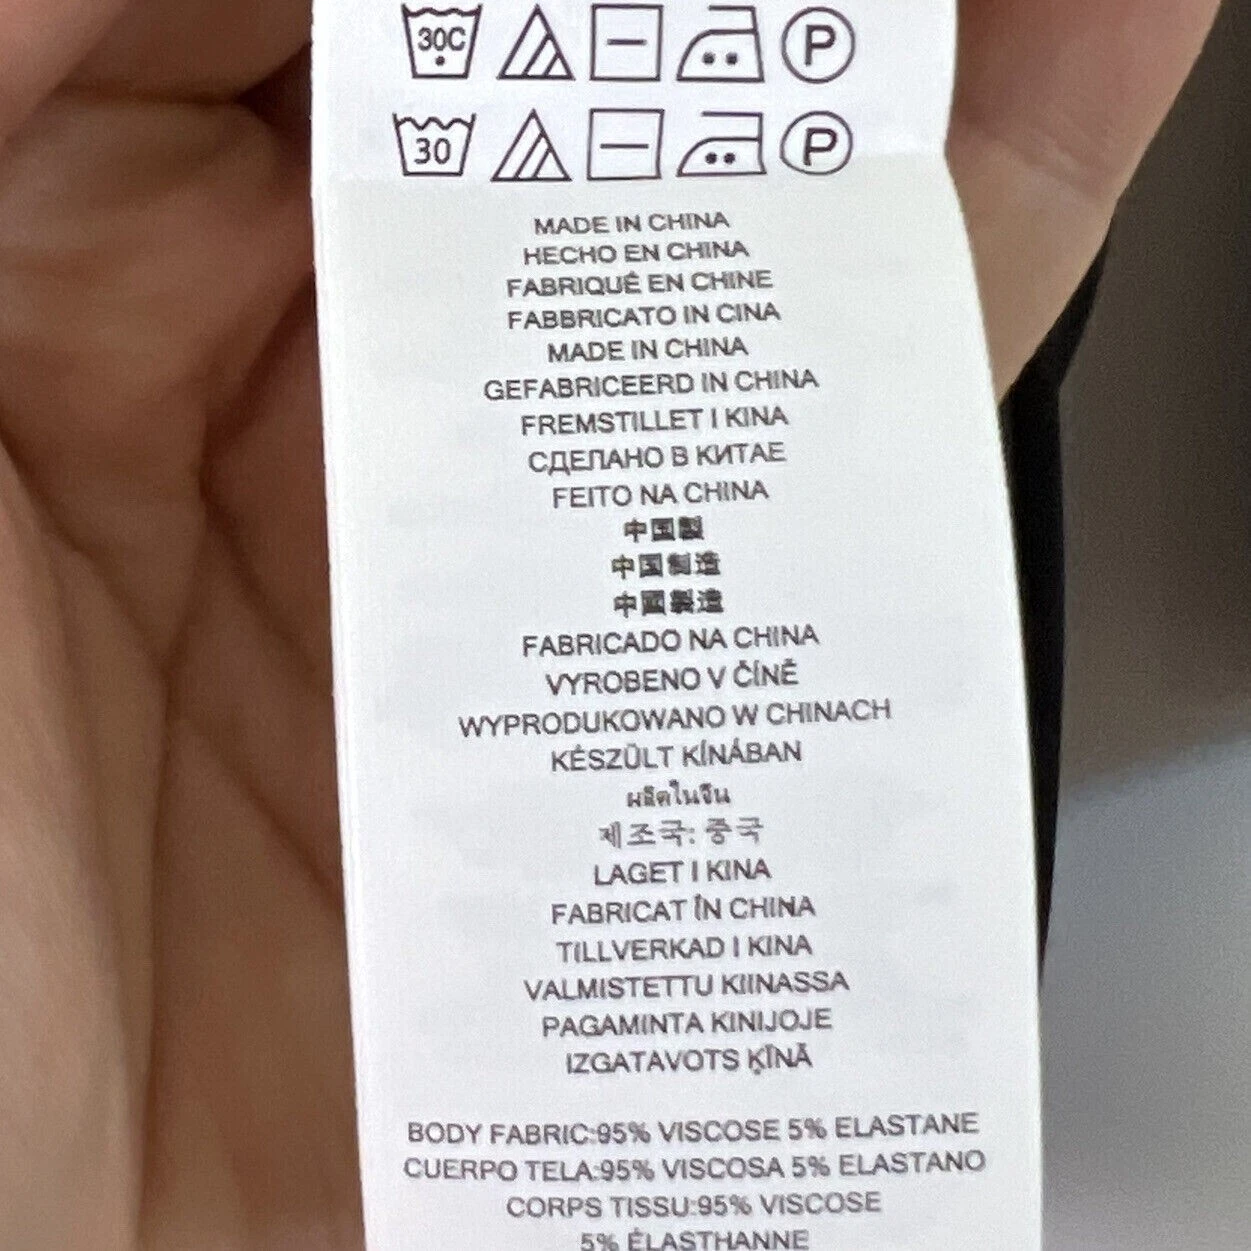 30C P
30 P
MADE IN CHINA
HECHO EN CHINA
FABRIQUÉ EN CHINE
FABBRICATO IN CINA
MADE IN CHINA
GEFABRICEERD IN CHINA
FREMSTILLET I KINA
СДЕЛАНО В КИТАЕ
FEITO NA CHINA
中国製
中国制造
中國製造
FABRICADO NA CHINA
VYROBENO V ČÍNĚ
WYPRODUKOWANO W CHINACH
KÉSZÜLT KÍNÁBAN
ผลิตในจีน
제조국: 중국
LAGET I KINA
FABRICAT ÎN CHINA
TILLVERKAD I KINA
VALMISTETTU KIINASSA
PAGAMINTA KINIJOJE
IZGATAVOTS ĶĪNĀ
BODY FABRIC:95% VISCOSE 5% ELASTANE
CUERPO TELA:95% VISCOSA 5% ELASTANO
CORPS TISSU:95% VISCOSE
5% ÉLASTHANNE